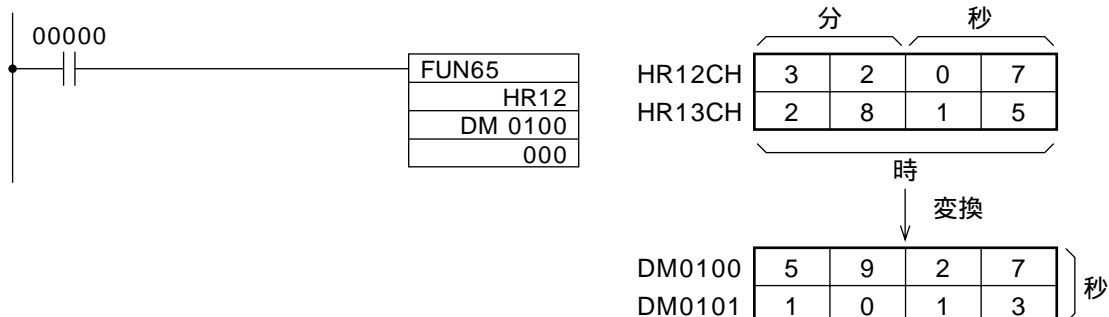 00000
FUN65
HR12
DM 0100
000
分 秒
HR12CH 3 2 0 7
HR13CH 2 8 1 5
時
変換
DM0100 5 9 2 7
DM0101 1 0 1 3
秒